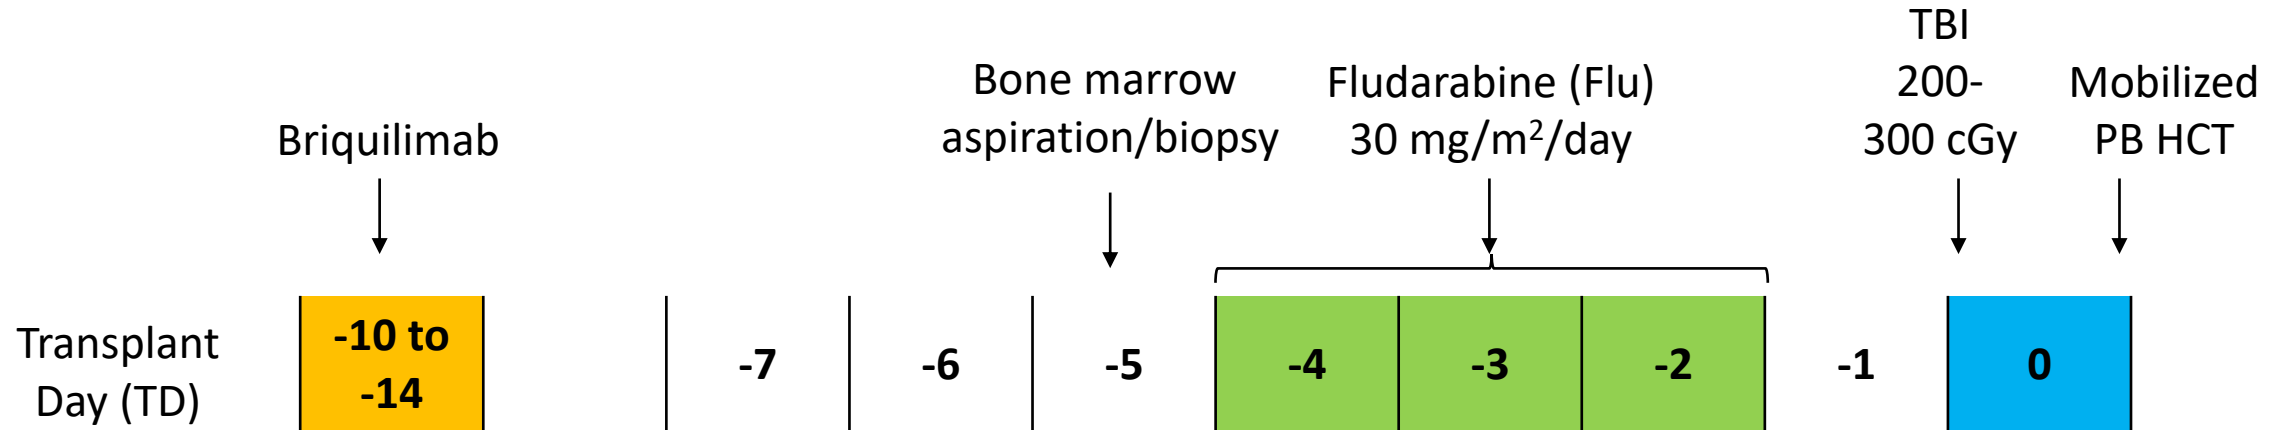 Briquilimab
Bone marrow
aspiration/biopsy
Fludarabine (Flu)
30 mg/m²/day
TBI
200-
300 cGy
Mobilized
PB HCT
Transplant
Day (TD)
-10 to
-14
-7
-6
-5
-4
-3
-2
-1
0